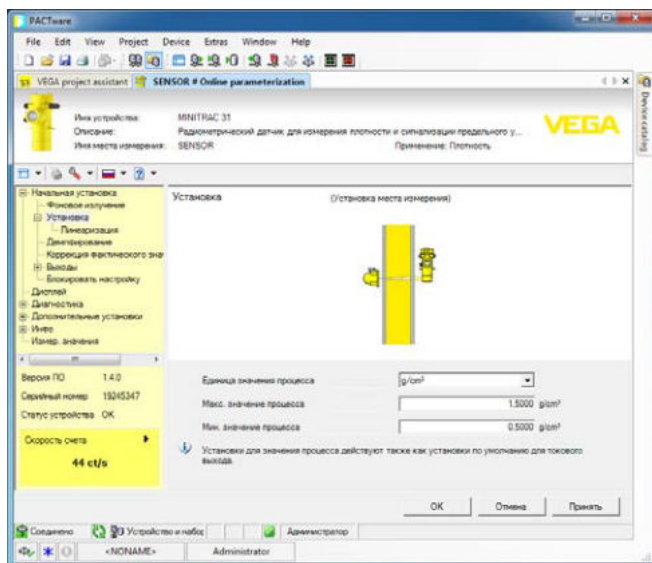 PACTware
File Edit View Project Device Extras Window Help
VEGA project assistant SENSOR # Online parameterization
Device catalog
Имя устройства: MINITRAC 31
Описание: Радиометрический датчик для измерения плотности и сигнализации предельного у...
Имя места измерения: SENSOR Применение: Плотность
VEGA
Начальная установка
Фоновое излучение
Установка
Линеаризация
Демпфирование
Коррекция фактического зна
Выходы
Блокировать настройку
Дисплей
Диагностика
Дополнительные установки
Инфо
Измер. значения
Версия ПО 1.4.0
Серийный номер 19245347
Статус устройства OK
Скорость счета
44 ct/s
Установка (Установка места измерения)
Единица значения процесса g/cm³
Макс. значение процесса 1.5000 g/cm³
Мин. значение процесса 0.5000 g/cm³
Установки для значения процесса действуют также как установки по умолчанию для токового
выхода.
OK Отмена Принять
Соединено Устройство и набор Администратор
<NONAME> Administrator